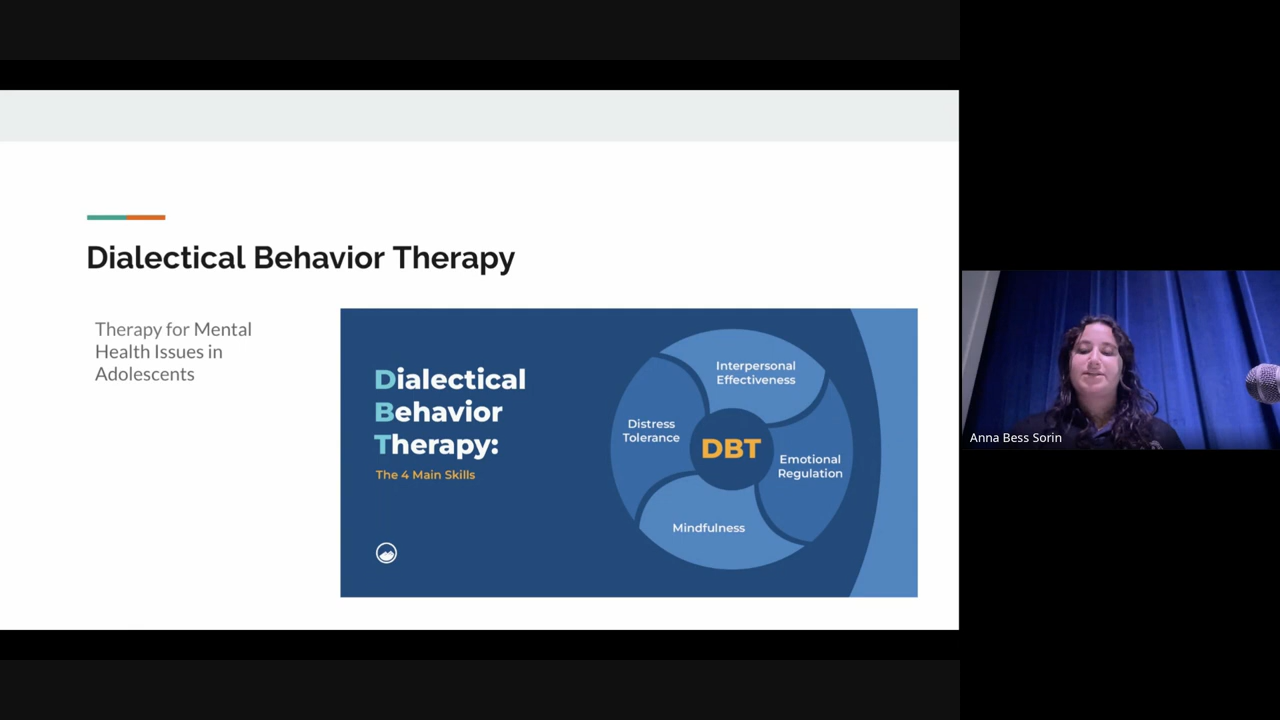 Dialectical Behavior Therapy
Therapy for Mental
Health Issues in
Adolescents
Dialectical
Behavior
Therapy:
The 4 Main Skills
Interpersonal
Effectiveness
Distress
Tolerance
DBT
Emotional
Regulation
Mindfulness
Anna Bess Sorin